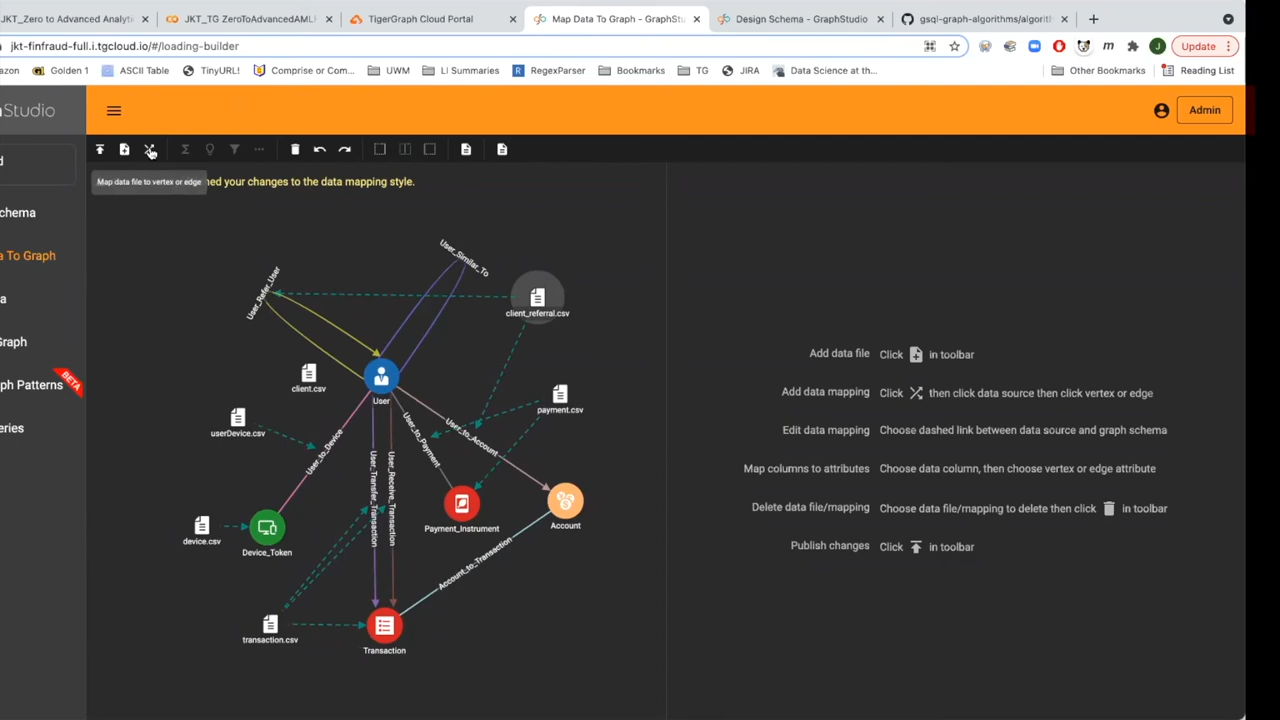 _Zero to Advanced Analyti
JKT_TG ZeroToAdvancedAMLF
TigerGraph Cloud Portal
Map Data To Graph - GraphStu
Design Schema - GraphStudio
gsql-graph-algorithms/algorith
jkt-finfraud-full.i.tgcloud.io/#/loading-builder
J
Update
azon
Golden 1
ASCII Table
TinyURL!
Comprise or Com...
UWM
LI Summaries
R RegexParser
Bookmarks
TG
JIRA
Data Science at th...
Other Bookmarks
Reading List
Studio
Admin
Map data file to vertex or edge
ned your changes to the data mapping style.
chema
a To Graph
a
Graph
ph Patterns
BETA
eries
User_Similar_To
User_Refer_User
client_referral.csv
client.csv
User
payment.csv
userDevice.csv
User_to_Device
User_Transfer_Transaction
User_Receive_Transaction
User_to_Payment
User_to_Account
device.csv
Device_Token
Payment_Instrument
Account
Account_to_Transaction
transaction.csv
Transaction
Add data file Click in toolbar
Add data mapping Click then click data source then click vertex or edge
Edit data mapping Choose dashed link between data source and graph schema
Map columns to attributes Choose data column, then choose vertex or edge attribute
Delete data file/mapping Choose data file/mapping to delete then click in toolbar
Publish changes Click in toolbar